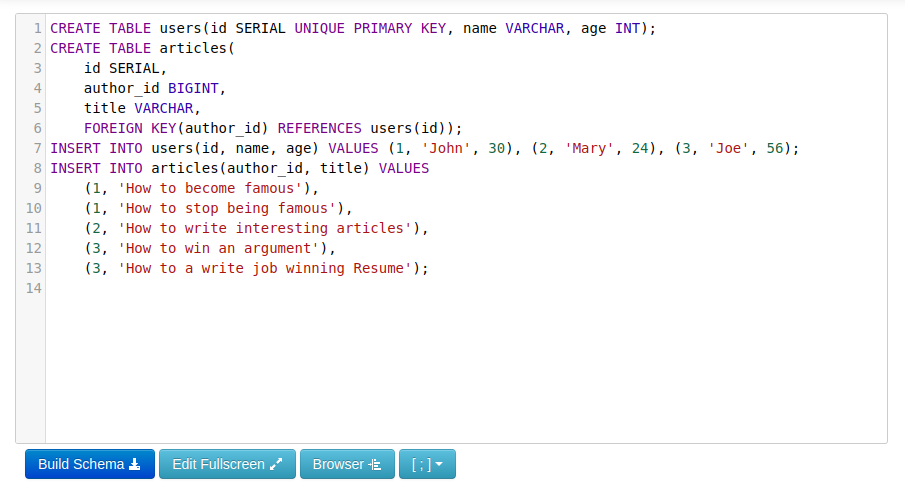 1 CREATE TABLE users(id SERIAL UNIQUE PRIMARY KEY, name VARCHAR, age INT);
2 CREATE TABLE articles(
3     id SERIAL,
4     author_id BIGINT,
5     title VARCHAR,
6     FOREIGN KEY(author_id) REFERENCES users(id));
7 INSERT INTO users(id, name, age) VALUES (1, 'John', 30), (2, 'Mary', 24), (3, 'Joe', 56);
8 INSERT INTO articles(author_id, title) VALUES
9     (1, 'How to become famous'),
10     (1, 'How to stop being famous'),
11     (2, 'How to write interesting articles'),
12     (3, 'How to win an argument'),
13     (3, 'How to a write job winning Resume');
14
Build Schema Edit Fullscreen Browser [ ; ]